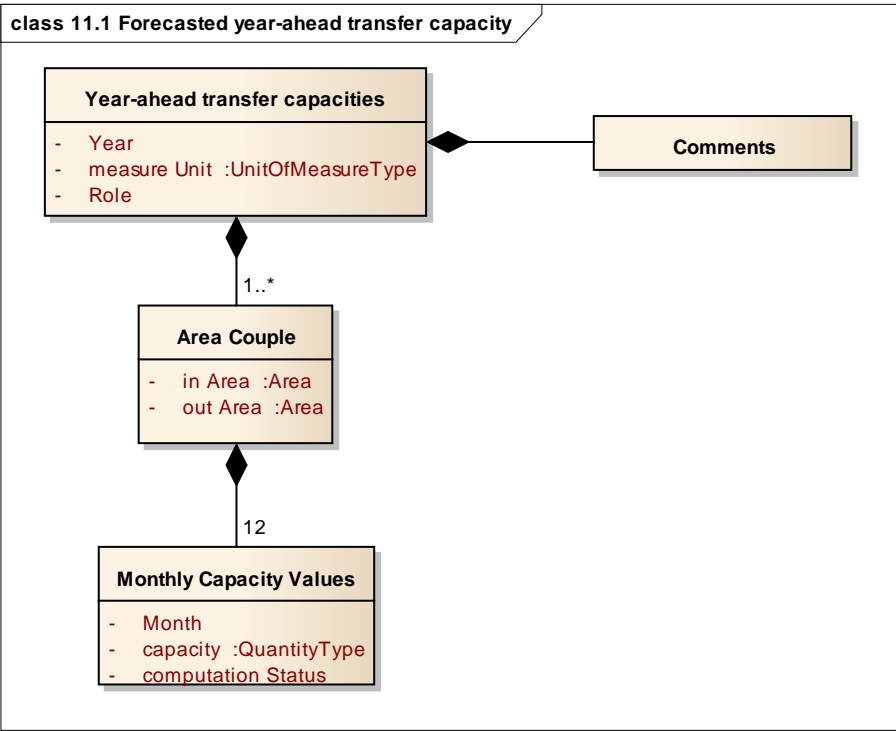 class 11.1 Forecasted year-ahead transfer capacity
Year-ahead transfer capacities
- Year
- measure Unit :UnitOfMeasureType
- Role
Comments
1..*
Area Couple
- in Area :Area
- out Area :Area
12
Monthly Capacity Values
- Month
- capacity :QuantityType
- computation Status